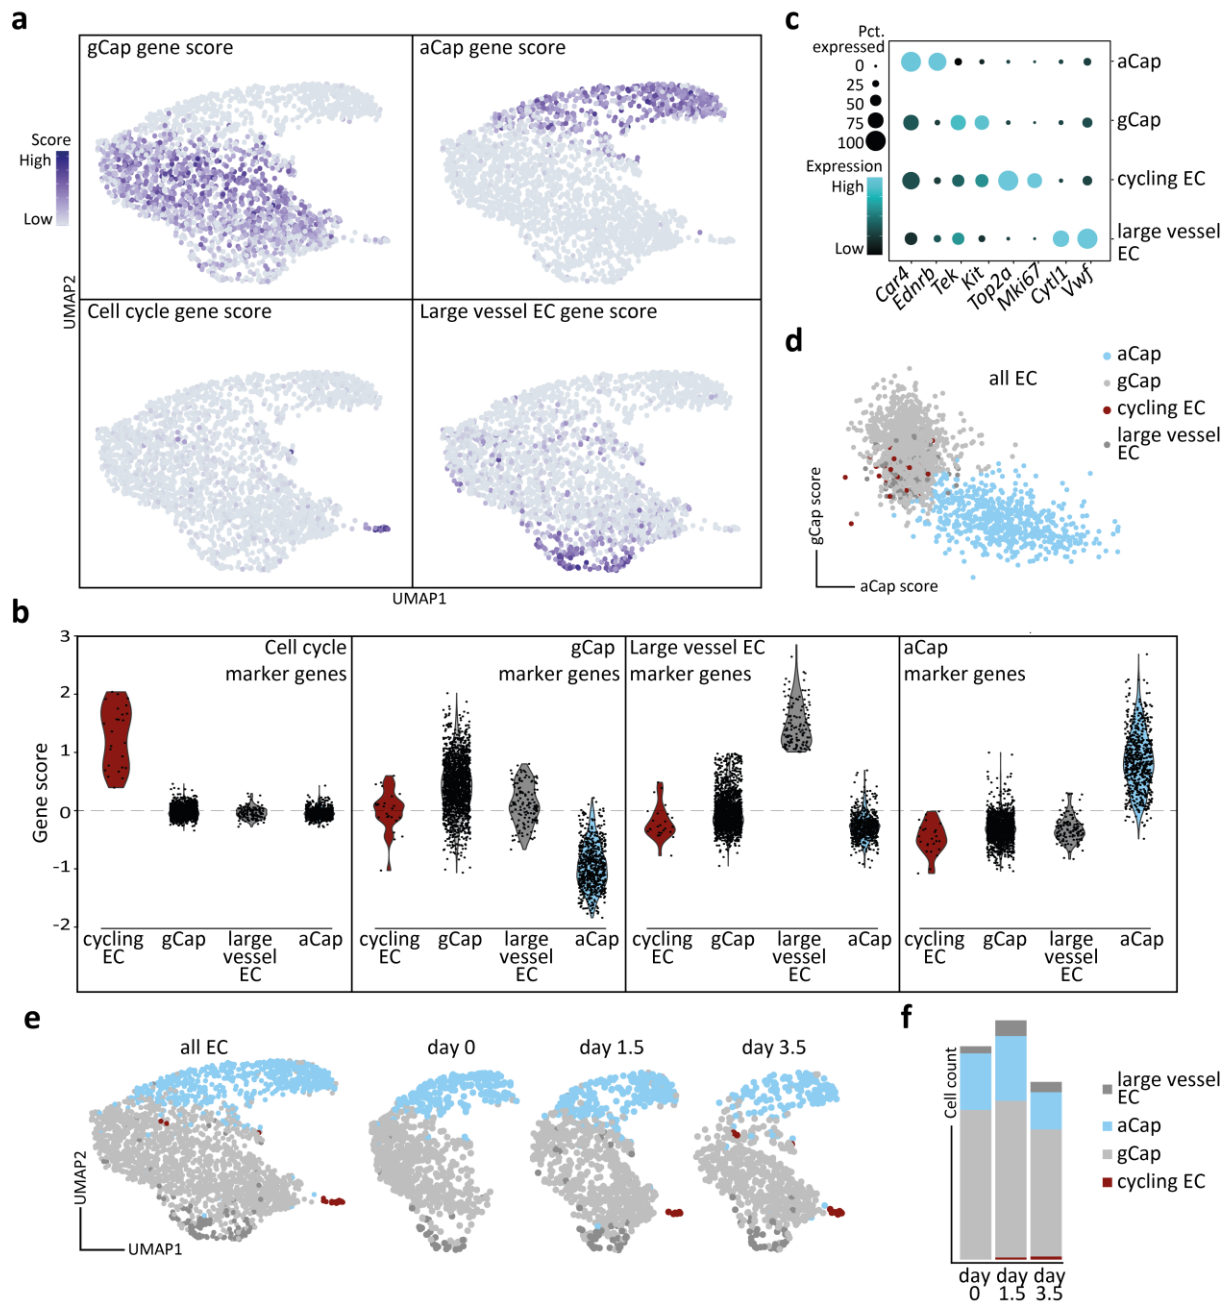 a
gCap gene score
aCap gene score
Score
High
Low
Cell cycle gene score
Large vessel EC gene score
UMAP2
UMAP1
c
Pct.
expressed
0
25
50
75
100
Expression
High
Low
aCap
gCap
cycling EC
large vessel
EC
Car4
Ednrb
Tek
Kit
Top2a
Mki67
Cytl1
Vwf
d
all EC
aCap
gCap
cycling EC
large vessel
EC
gCap score
aCap score
b
Gene score
3
2
1
0
-1
-2
Cell cycle
marker genes
gCap
marker genes
Large vessel EC
marker genes
aCap
marker genes
cycling
EC
gCap
large
vessel
EC
aCap
cycling
EC
gCap
large
vessel
EC
aCap
cycling
EC
gCap
large
vessel
EC
aCap
cycling
EC
gCap
large
vessel
EC
aCap
e
all EC
day 0
day 1.5
day 3.5
UMAP2
UMAP1
f
Cell count
large vessel
EC
aCap
gCap
cycling EC
day
0
day
1.5
day
3.5